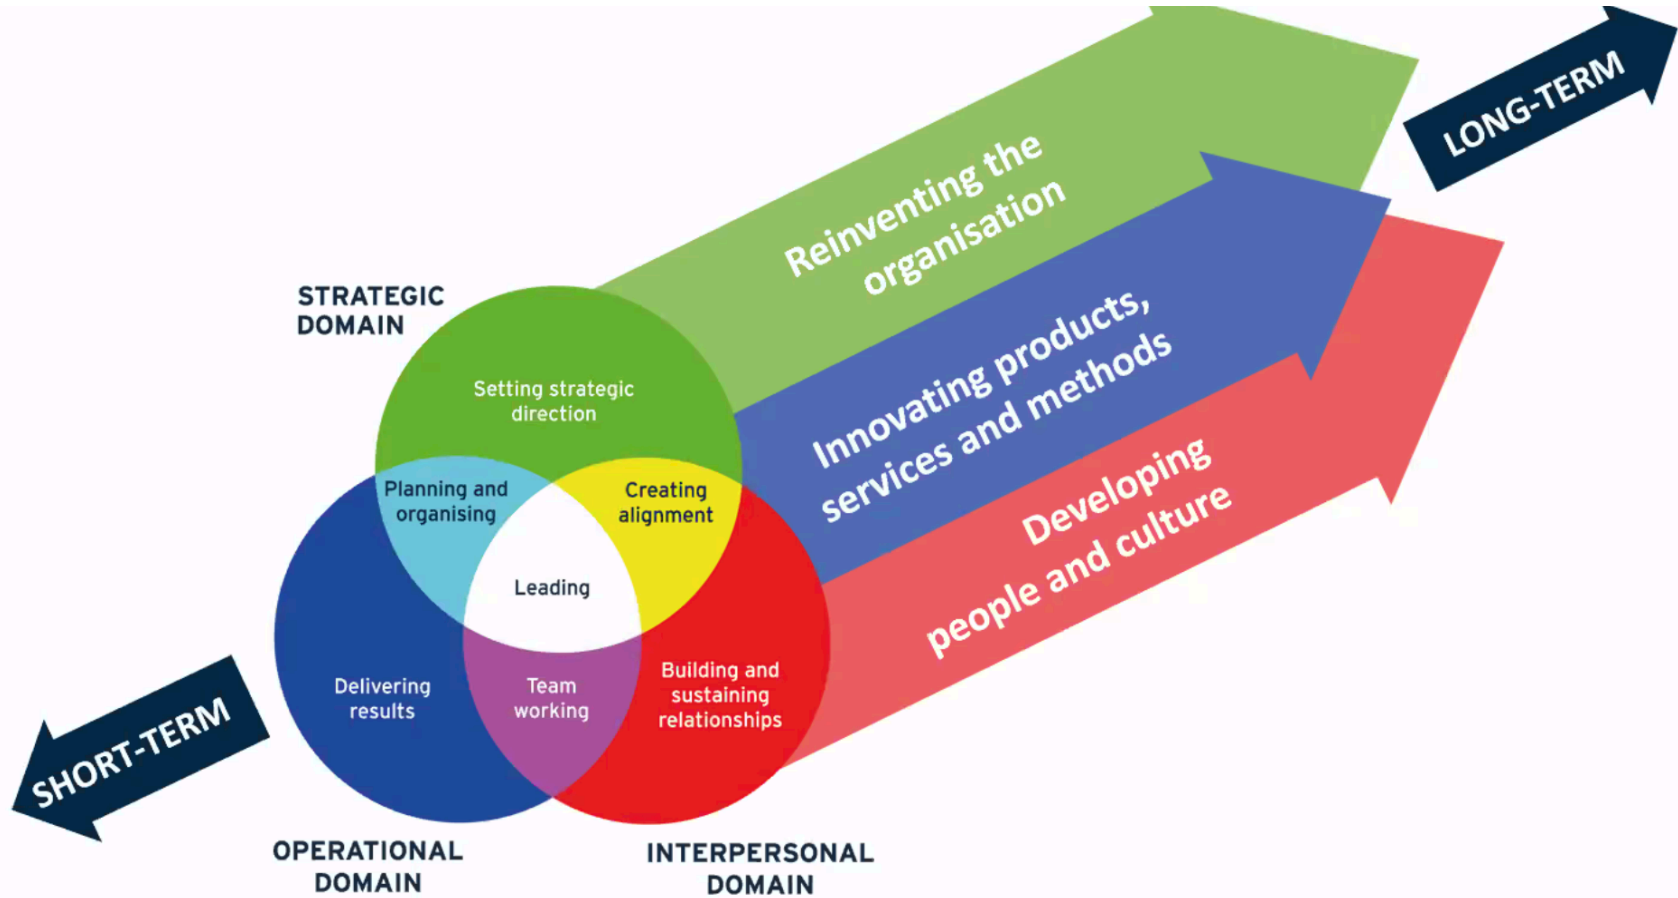 LONG-TERM
Reinventing the
organisation
Innovating products,
services and methods
Developing
people and culture
STRATEGIC
DOMAIN
Setting strategic
direction
Planning and
organising
Creating
alignment
Leading
Delivering
results
Team
working
Building and
sustaining
relationships
SHORT-TERM
OPERATIONAL
DOMAIN
INTERPERSONAL
DOMAIN